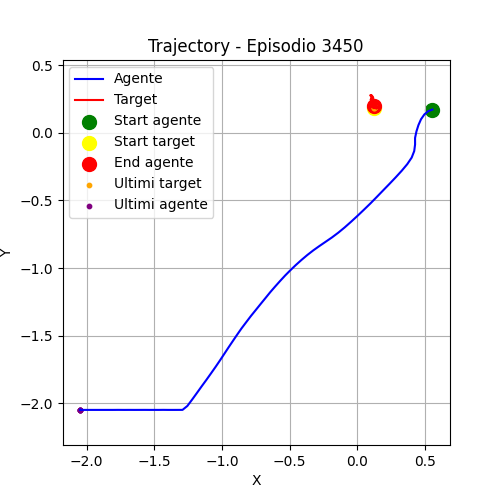 Trajectory - Episodio 3450
Agente
Target
Start agente
Start target
End agente
Ultimi target
Ultimi agente
0.5
0.0
−0.5
−1.0
−1.5
−2.0
Y
−2.0 −1.5 −1.0 −0.5 0.0 0.5
X